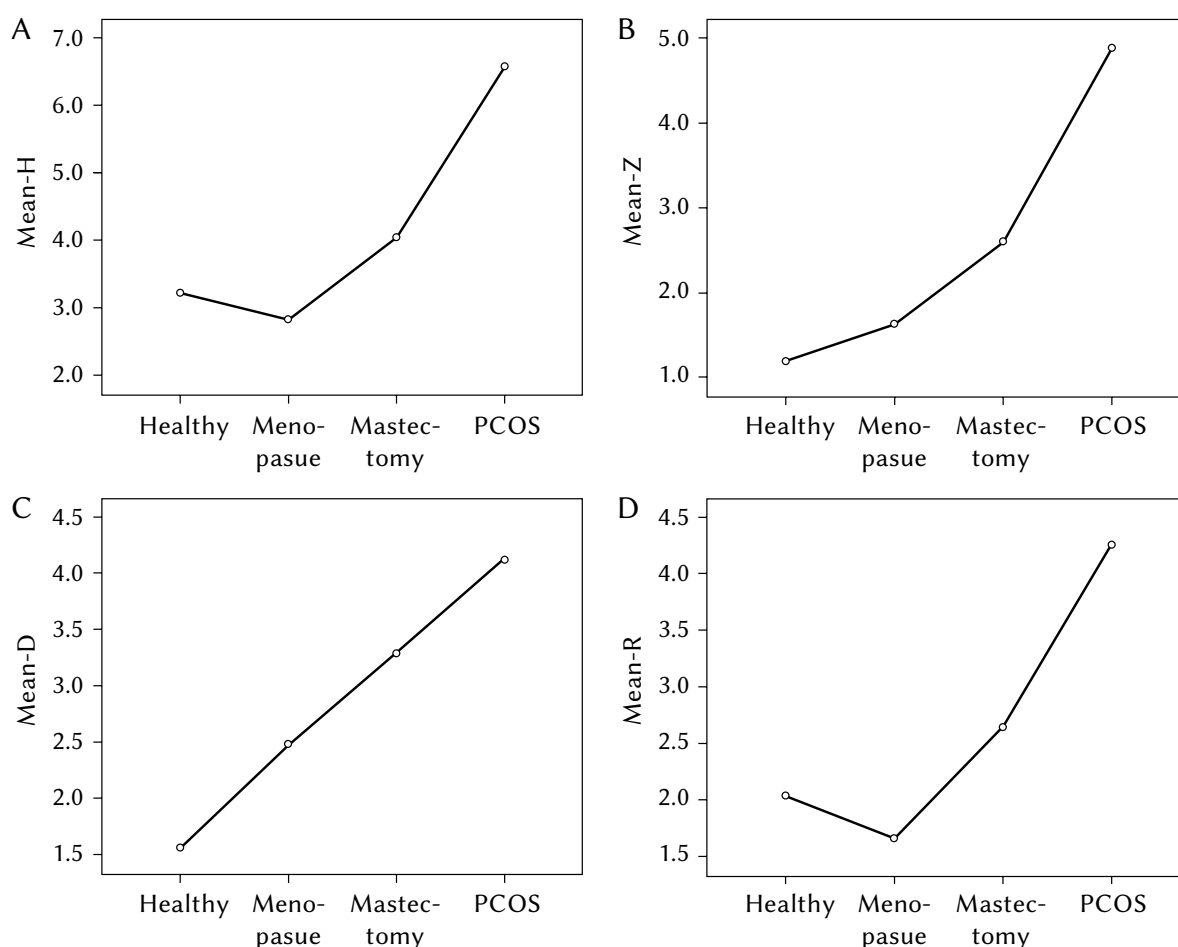 A
7.0
6.0
5.0
4.0
3.0
2.0
Mean-H
Healthy Meno- Mastec- PCOS
pasue tomy
B
5.0
4.0
3.0
2.0
1.0
Mean-Z
Healthy Meno- Mastec- PCOS
pasue tomy
C
4.5
4.0
3.5
3.0
2.5
2.0
1.5
Mean-D
Healthy Meno- Mastec- PCOS
pasue tomy
D
4.5
4.0
3.5
3.0
2.5
2.0
1.5
Mean-R
Healthy Meno- Mastec- PCOS
pasue tomy